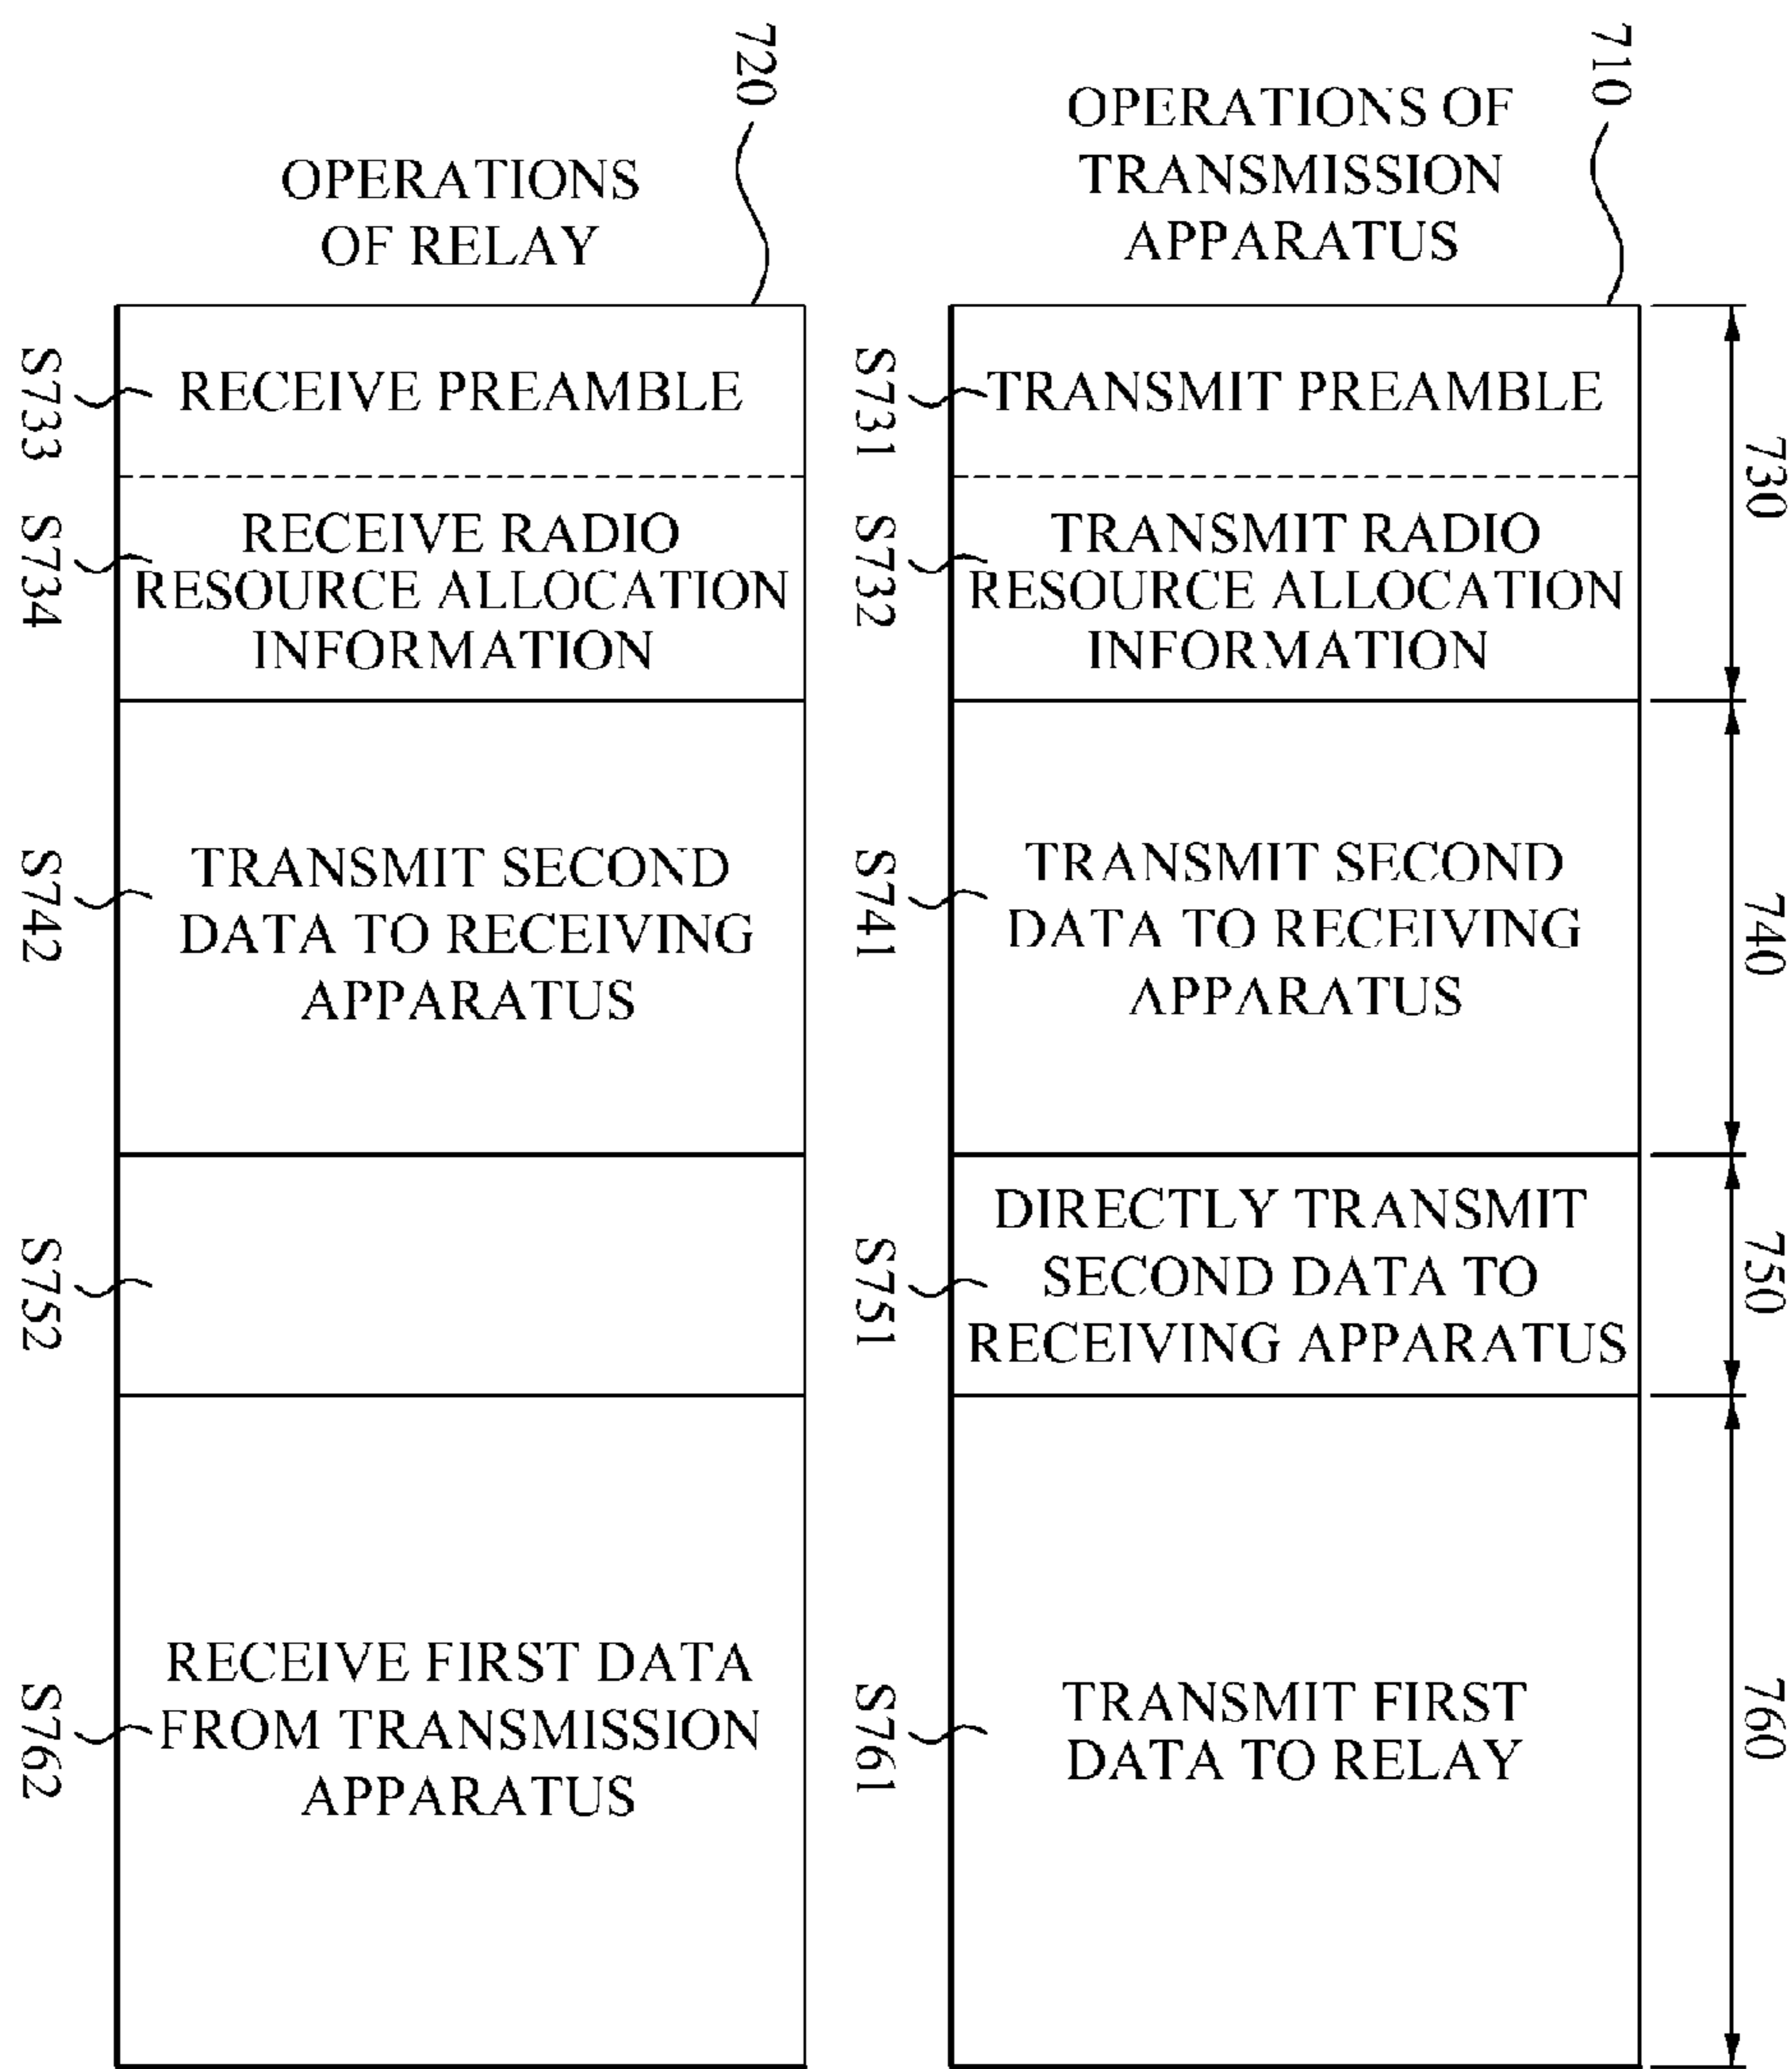 720
OPERATIONS
OF RELAY
S733
RECEIVE PREAMBLE
S734
RECEIVE RADIO
RESOURCE ALLOCATION
INFORMATION
S742
TRANSMIT SECOND
DATA TO RECEIVING
APPARATUS
S752
S762
RECEIVE FIRST DATA
FROM TRANSMISSION
APPARATUS
710
OPERATIONS OF
TRANSMISSION
APPARATUS
S731
TRANSMIT PREAMBLE
S732
TRANSMIT RADIO
RESOURCE ALLOCATION
INFORMATION
S741
TRANSMIT SECOND
DATA TO RECEIVING
APPARATUS
S751
DIRECTLY TRANSMIT
SECOND DATA TO
RECEIVING APPARATUS
S761
TRANSMIT FIRST
DATA TO RELAY
730
740
750
760